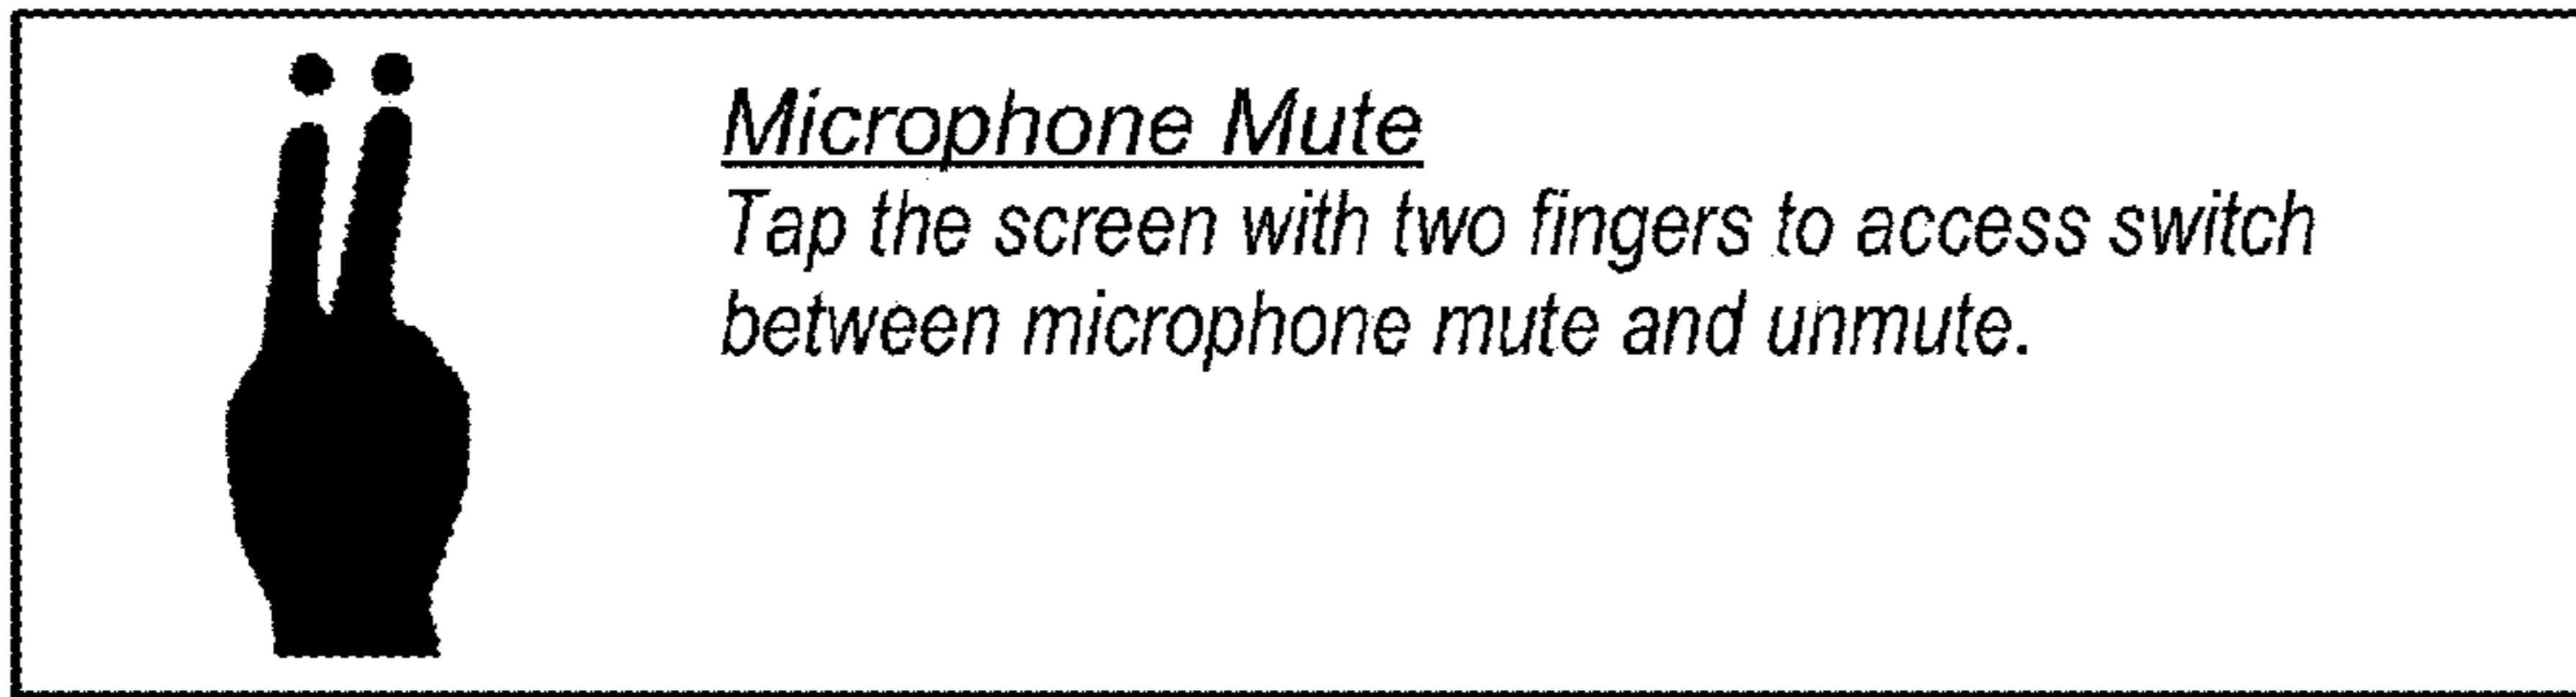 Microphone Mute
Tap the screen with two fingers to access switch
between microphone mute and unmute.